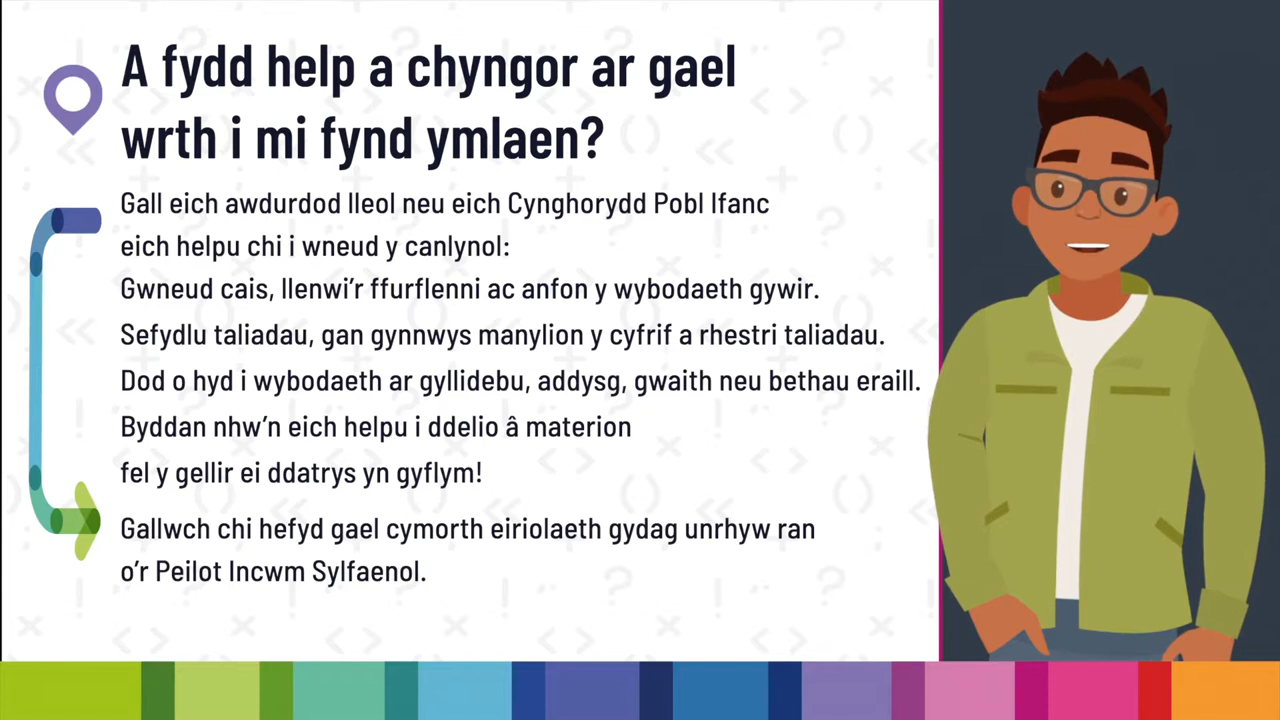 A fydd help a chyngor ar gael
wrth i mi fynd ymlaen?
Gall eich awdurdod lleol neu eich Cynghorydd Pobl Ifanc
eich helpu chi i wneud y canlynol:
Gwneud cais, llenwi’r ffurflenni ac anfon y wybodaeth gywir.
Sefydlu taliadau, gan gynnwys manylion y cyfrif a rhestri taliadau.
Dod o hyd i wybodaeth ar gyllidebu, addysg, gwaith neu bethau eraill.
Byddan nhw’n eich helpu i ddelio â materion
fel y gellir ei ddatrys yn gyflym!
Gallwch chi hefyd gael cymorth eiriolaeth gydag unrhyw ran
o’r Peilot Incwm Sylfaenol.